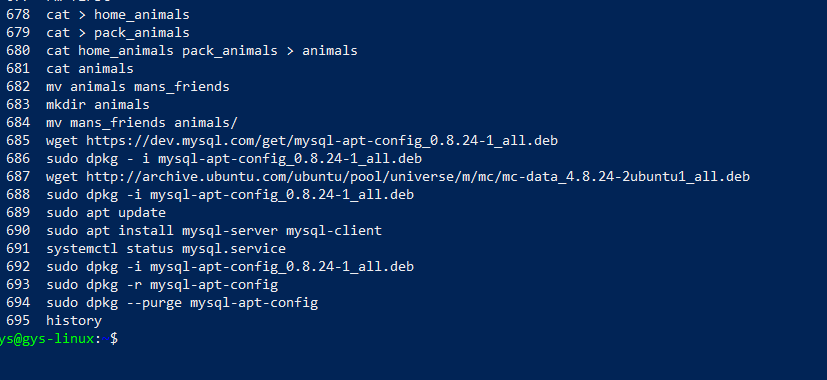 678 cat > home_animals
679 cat > pack_animals
680 cat home_animals pack_animals > animals
681 cat animals
682 mv animals mans_friends
683 mkdir animals
684 mv mans_friends animals/
685 wget https://dev.mysql.com/get/mysql-apt-config_0.8.24-1_all.deb
686 sudo dpkg - i mysql-apt-config_0.8.24-1_all.deb
687 wget http://archive.ubuntu.com/ubuntu/pool/universe/m/mc/mc-data_4.8.24-2ubuntu1_all.deb
688 sudo dpkg -i mysql-apt-config_0.8.24-1_all.deb
689 sudo apt update
690 sudo apt install mysql-server mysql-client
691 systemctl status mysql.service
692 sudo dpkg -i mysql-apt-config_0.8.24-1_all.deb
693 sudo dpkg -r mysql-apt-config
694 sudo dpkg --purge mysql-apt-config
695 history
ys@gys-linux: $